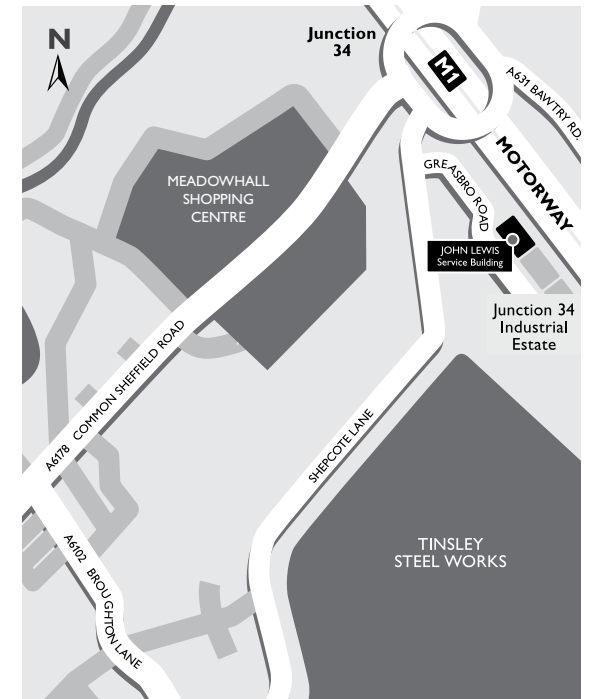 N
Junction
34
M1
A631 BAWTRY RD.
MOTORWAY
GREASBRO ROAD
MEADOWHALL
SHOPPING
CENTRE
JOHN LEWIS
Service Building
Junction 34
Industrial
Estate
A6178 COMMON SHEFFIELD ROAD
SHEPCOTE LANE
TINSLEY
STEEL WORKS
A6102 BROUGHTON LANE